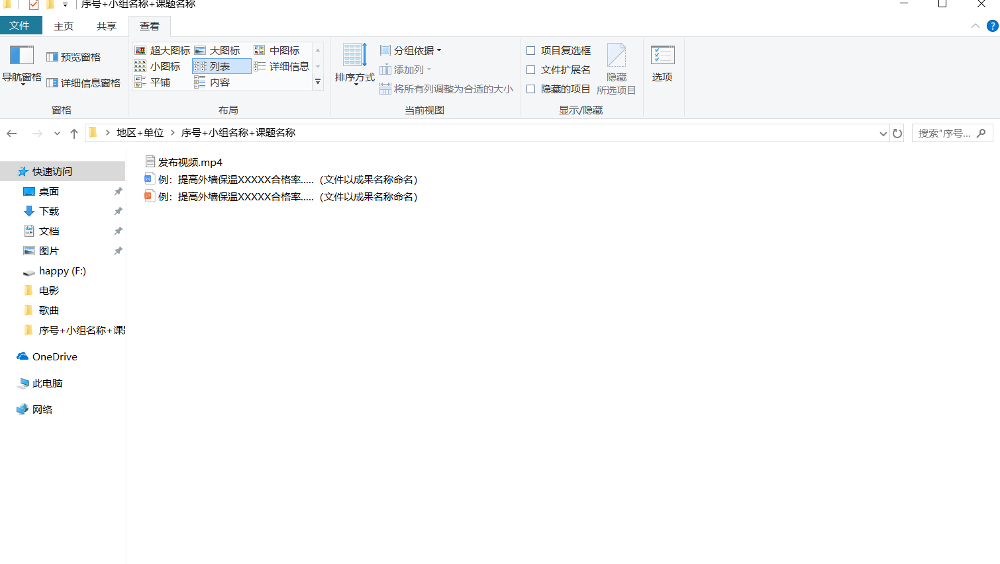 序号+小组名称+课题名称
文件 主页 共享 查看
导航窗格
预览窗格
详细信息窗格
窗格
超大图标 大图标 中图标
小图标 列表 详细信息
平铺 内容
布局
排序方式
分组依据
添加列
将所有列调整为合适的大小
当前视图
项目复选框
文件扩展名
隐藏的项目
隐藏
所选项目
显示/隐藏
选项
地区+单位 序号+小组名称+课题名称
搜索"序号...
快速访问
桌面
下载
文档
图片
happy (F:)
电影
歌曲
序号+小组名称+课
OneDrive
此电脑
网络
发布视频.mp4
例：提高外墙保温XXXXX合格率.....（文件以成果名称命名）
例：提高外墙保温XXXXX合格率.....（文件以成果名称命名）